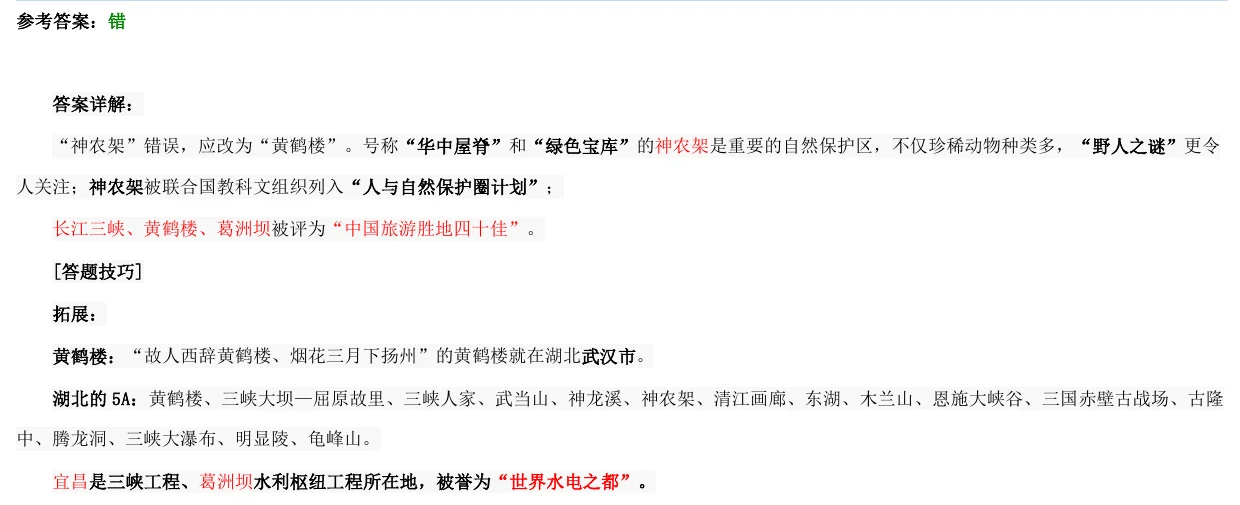 参考答案：错
答案详解：
“神农架”错误，应改为“黄鹤楼”。号称“华中屋脊”和“绿色宝库”的神农架是重要的自然保护区，不仅珍稀动物种类多，“野人之谜”更令
人关注；神农架被联合国教科文组织列入“人与自然保护圈计划”；
长江三峡、黄鹤楼、葛洲坝被评为“中国旅游胜地四十佳”。
[答题技巧]
拓展：
黄鹤楼：“故人西辞黄鹤楼、烟花三月下扬州”的黄鹤楼就在湖北武汉市。
湖北的 5A：黄鹤楼、三峡大坝—屈原故里、三峡人家、武当山、神龙溪、神农架、清江画廊、东湖、木兰山、恩施大峡谷、三国赤壁古战场、古隆
中、腾龙洞、三峡大瀑布、明显陵、龟峰山。
宜昌是三峡工程、葛洲坝水利枢纽工程所在地，被誉为“世界水电之都”。